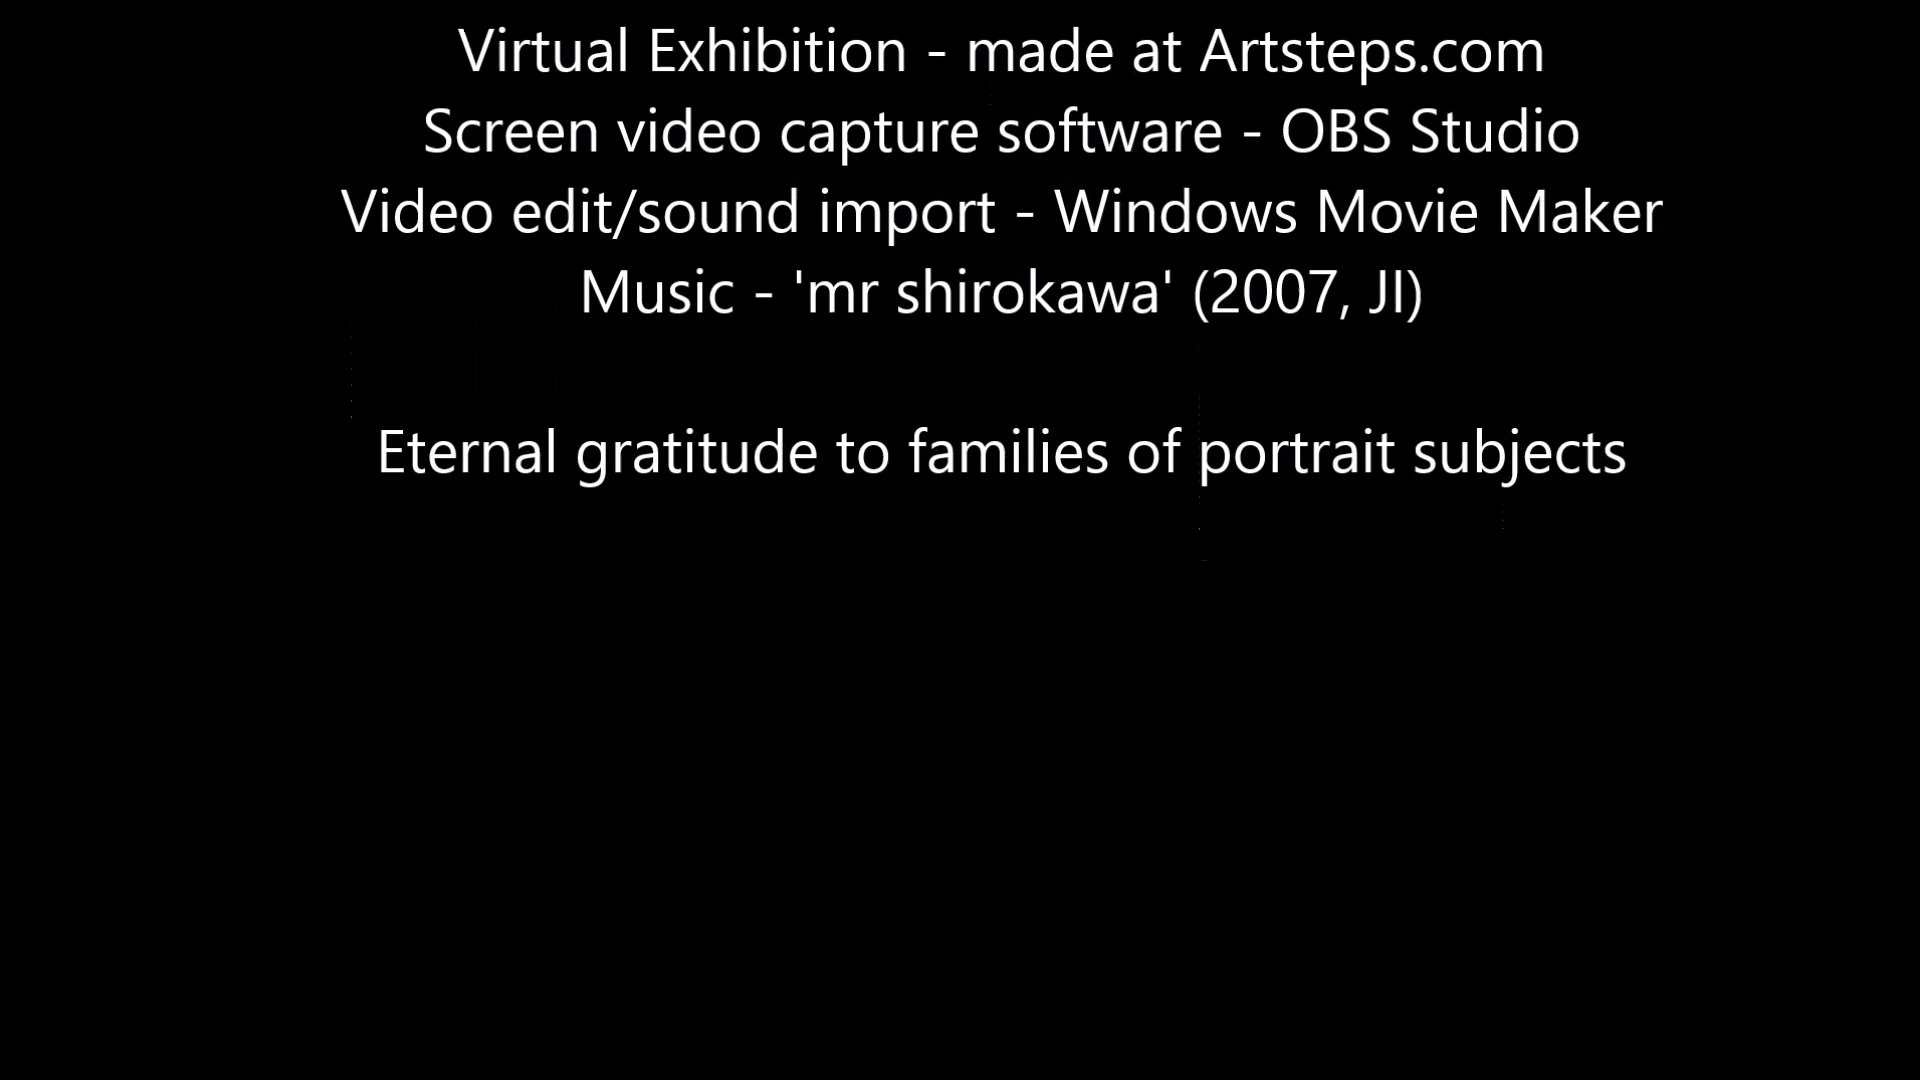 Virtual Exhibition - made at Artsteps.com
Screen video capture software - OBS Studio
Video edit/sound import - Windows Movie Maker
Music - 'mr shirokawa' (2007, JI)
Eternal gratitude to families of portrait subjects